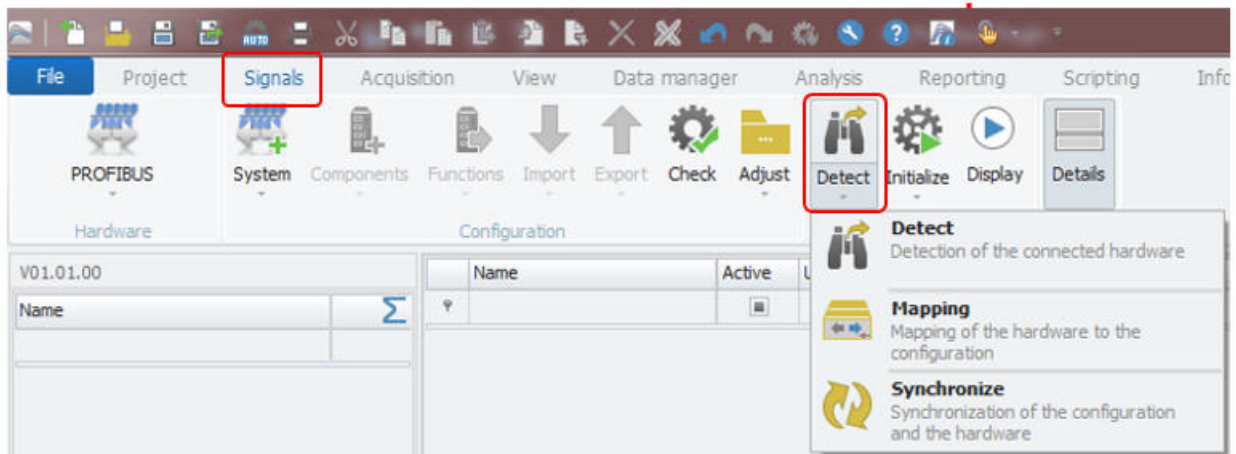 AUTO
File Project Signals Acquisition View Data manager Analysis Reporting Scripting Info
PROFIBUS System Components Functions Import Export Check Adjust Detect Initialize Display Details
Hardware Configuration
Detect
Detection of the connected hardware
V01.01.00 Name Active U
Name
Mapping
Mapping of the hardware to the
configuration
Synchronize
Synchronization of the configuration
and the hardware